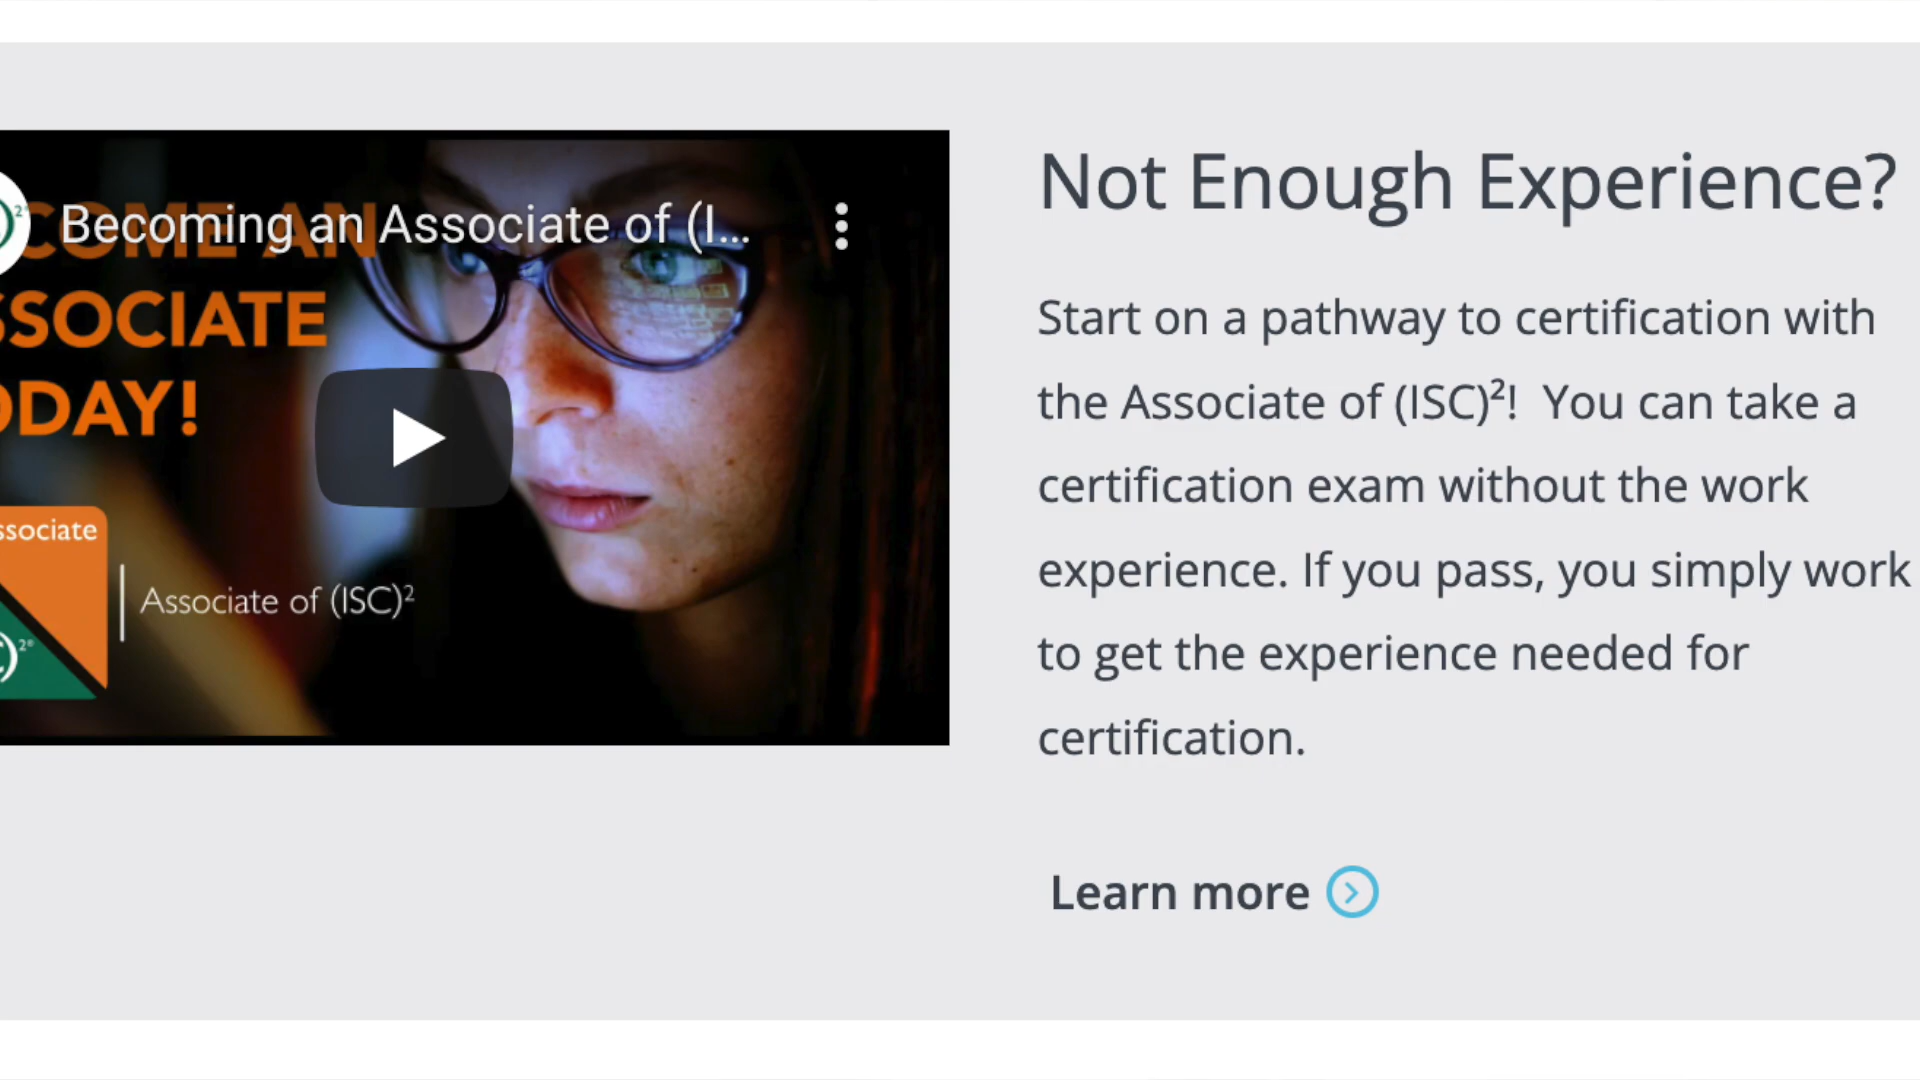 Becoming an Associate of (I...
TODAY!
ssociate
Associate of (ISC)²
Not Enough Experience?
Start on a pathway to certification with
the Associate of (ISC)²!  You can take a
certification exam without the work
experience. If you pass, you simply work
to get the experience needed for
certification.
Learn more